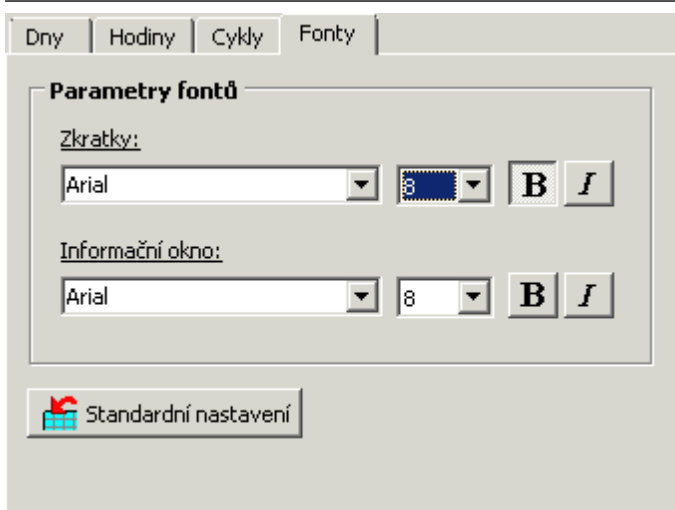 Dny Hodiny Cykly Fonty
Parametry fontů
Zkratky:
Arial 8 B I
Informační okno:
Arial 8 B I
Standardní nastavení